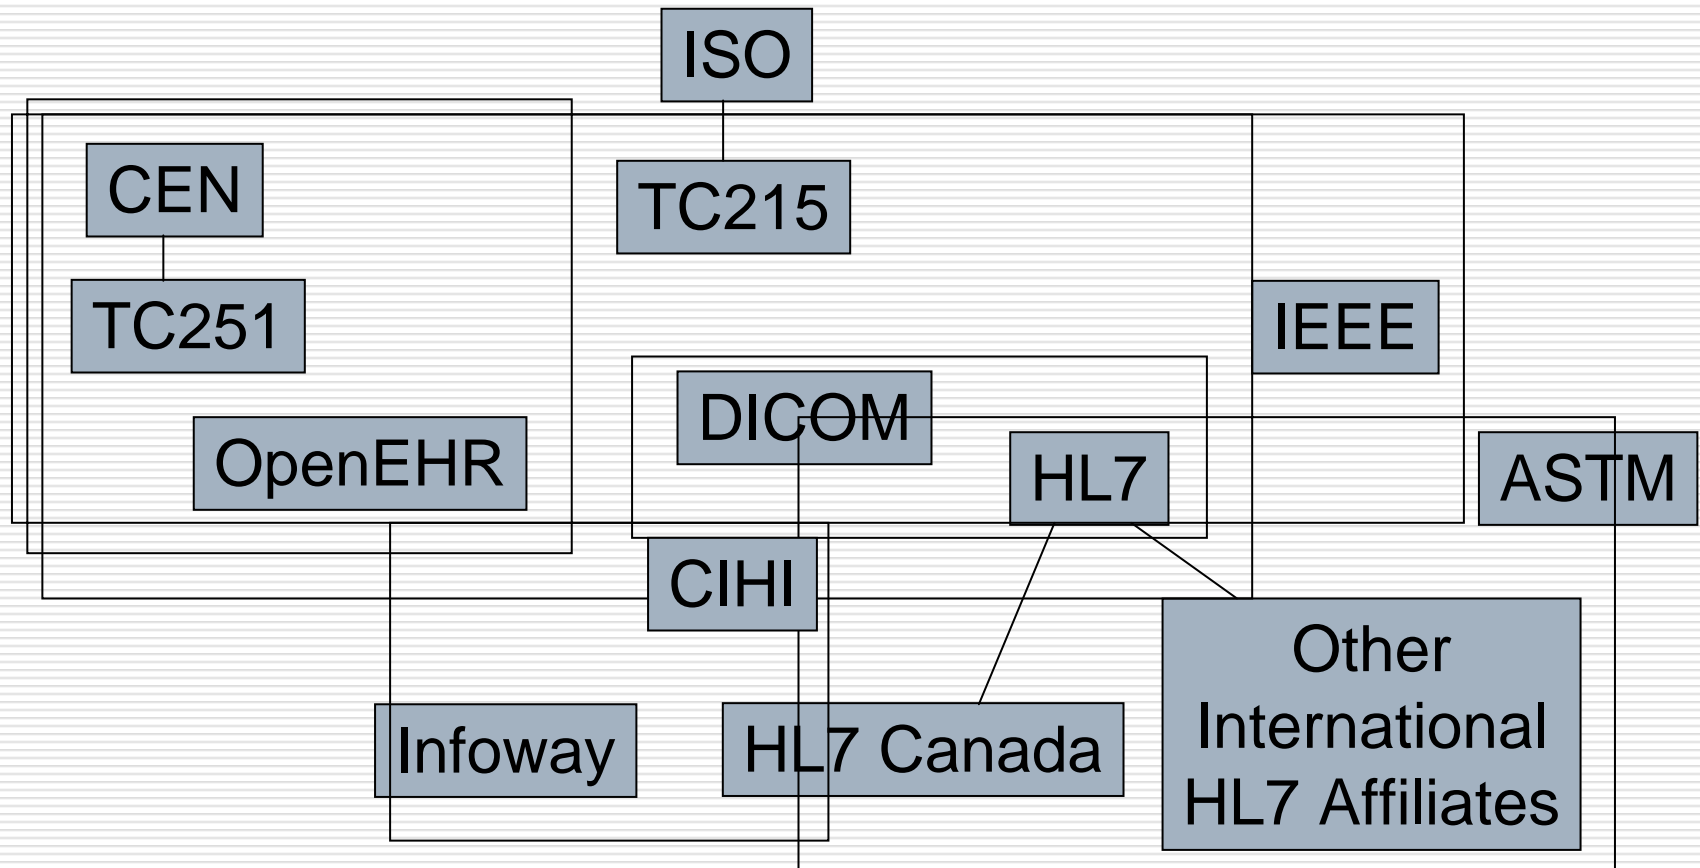 ISO
CEN
TC215
TC251
IEEE
DICOM
OpenEHR
HL7
ASTM
CIHI
Infoway
HL7 Canada
Other
International
HL7 Affiliates